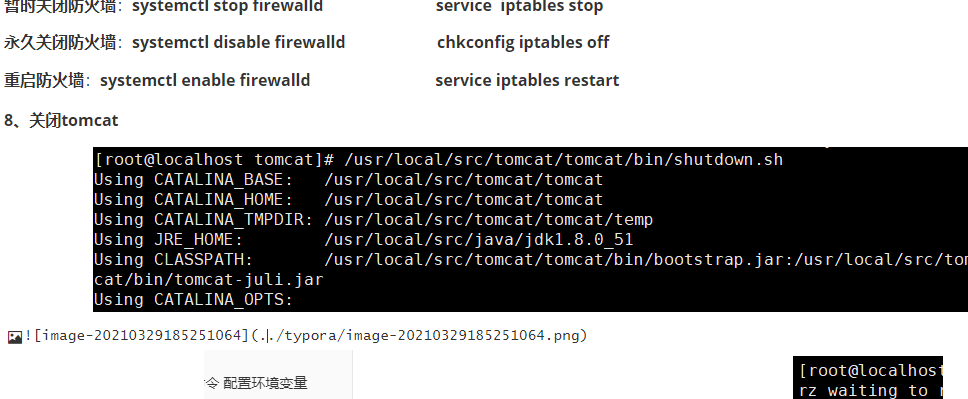 暂时关闭防火墙：systemctl stop firewalld service iptables stop
永久关闭防火墙：systemctl disable firewalld chkconfig iptables off
重启防火墙：systemctl enable firewalld service iptables restart
8、关闭tomcat
[root@localhost tomcat]# /usr/local/src/tomcat/tomcat/bin/shutdown.sh
Using CATALINA_BASE: /usr/local/src/tomcat/tomcat
Using CATALINA_HOME: /usr/local/src/tomcat/tomcat
Using CATALINA_TMPDIR: /usr/local/src/tomcat/tomcat/temp
Using JRE_HOME: /usr/local/src/java/jdk1.8.0_51
Using CLASSPATH: /usr/local/src/tomcat/tomcat/bin/bootstrap.jar:/usr/local/src/tom
cat/bin/tomcat-juli.jar
Using CATALINA_OPTS:
![image-20210329185251064](../typora/image-20210329185251064.png)
令 配置环境变量
[root@localhost
rz waiting to